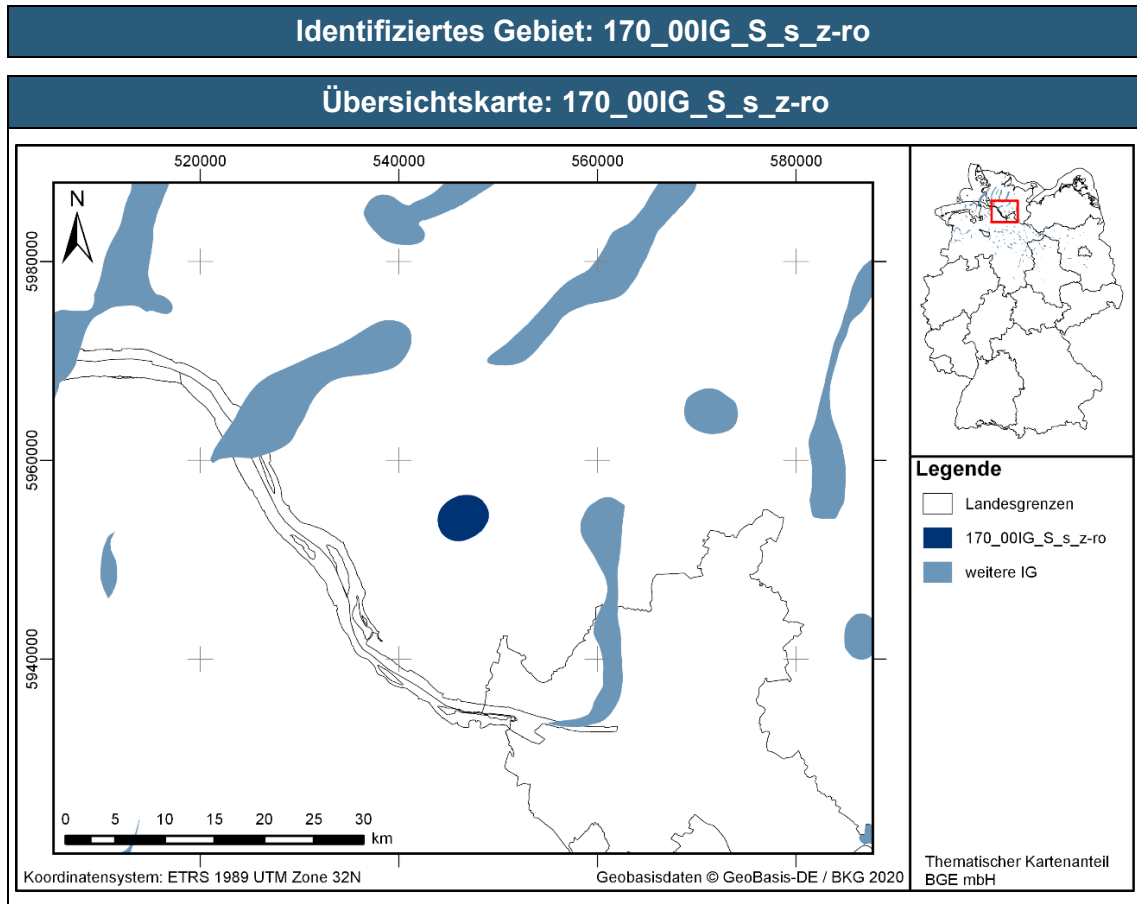 Identifiziertes Gebiet: 170_00IG_S_s_z-ro
Übersichtskarte: 170_00IG_S_s_z-ro
520000 540000 560000 580000
N
5980000
5960000
5940000
0 5 10 15 20 25 30
km
Koordinatensystem: ETRS 1989 UTM Zone 32N
Geobasisdaten © GeoBasis-DE / BKG 2020
Legende
Landesgrenzen
170_00IG_S_s_z-ro
weitere IG
Thematischer Kartenanteil
BGE mbH